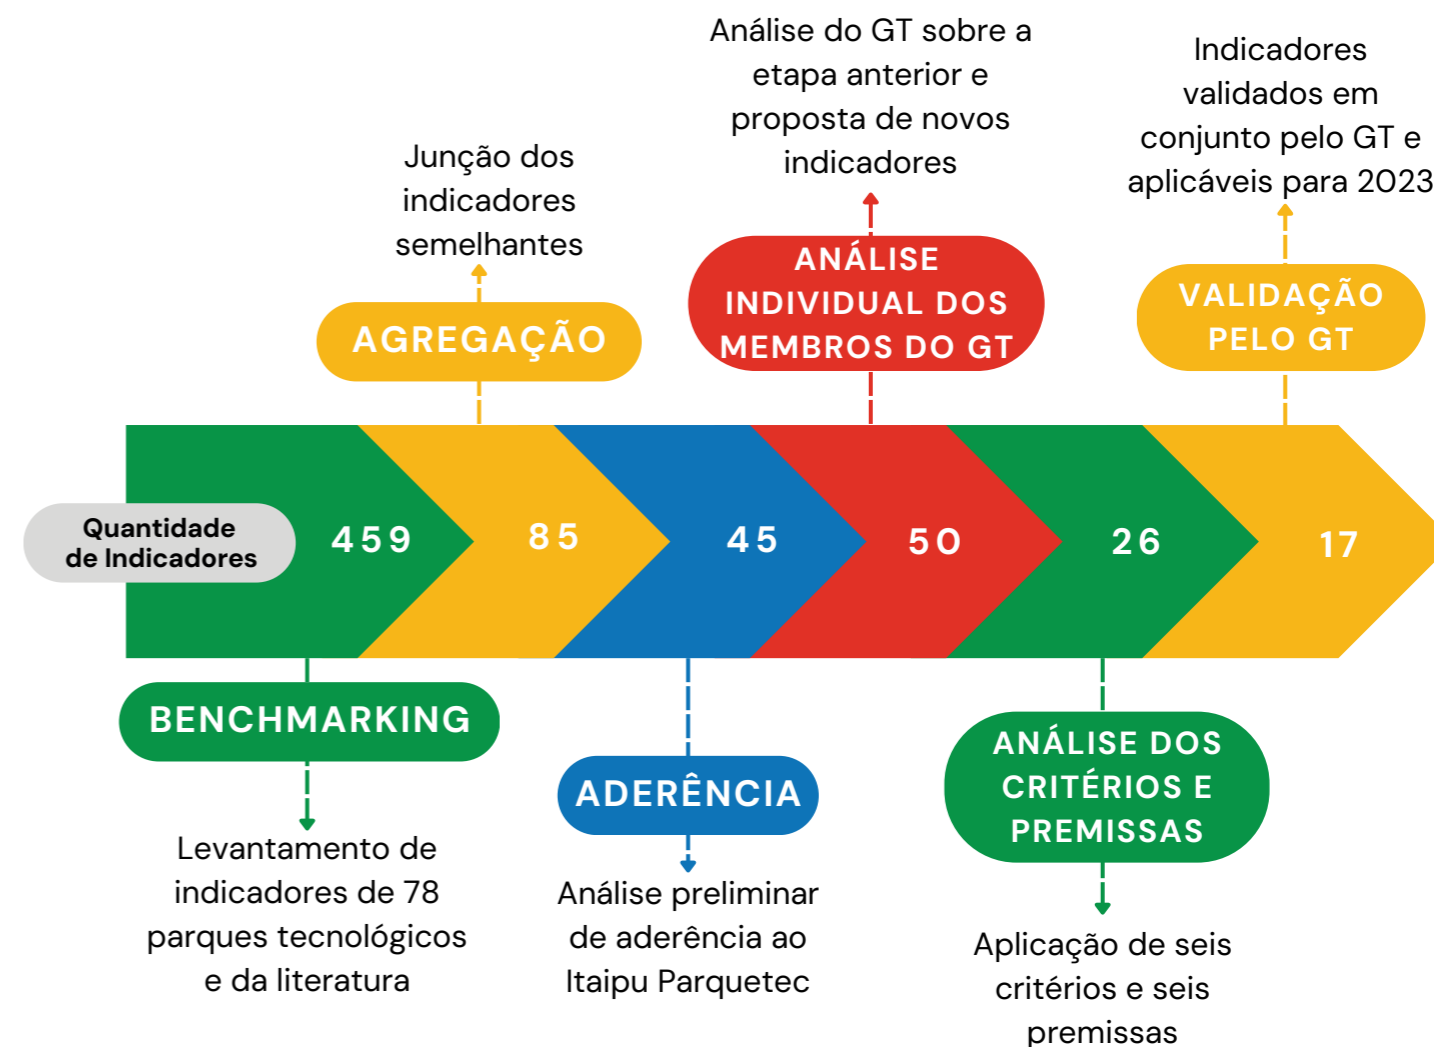 Análise do GT sobre a
etapa anterior e
proposta de novos
indicadores
Indicadores
validados em
conjunto pelo GT e
aplicáveis para 2023
Junção dos
indicadores
semelhantes
AGREGAÇÃO
ANÁLISE
INDIVIDUAL DOS
MEMBROS DO GT
VALIDAÇÃO
PELO GT
Quantidade
de Indicadores
459
85
45
50
26
17
BENCHMARKING
Levantamento de
indicadores de 78
parques tecnológicos
e da literatura
ADERÊNCIA
Análise preliminar
de aderência ao
Itaipu Parquetec
ANÁLISE DOS
CRITÉRIOS E
PREMISSAS
Aplicação de seis
critérios e seis
premissas